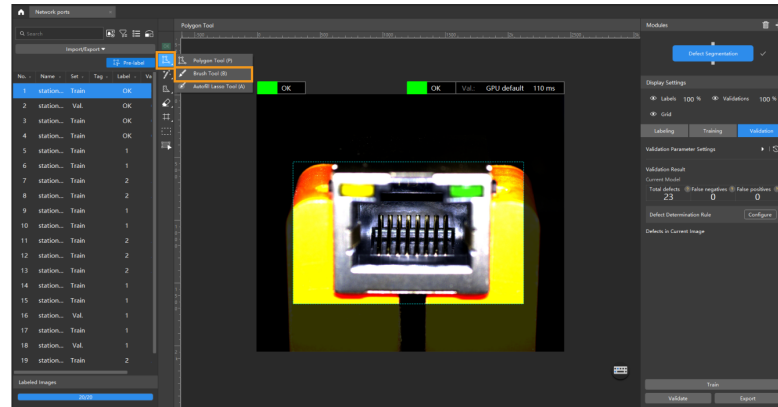 Network ports
Search
Import/Export
Pre-label
No. Name Set Tag Label Va
1 station... Train OK
2 station... Val. OK
3 station... Train OK
4 station... Train OK
5 station... Train 1
6 station... Train 1
7 station... Train 2
8 station... Train 2
9 station... Train 1
10 station... Train 1
11 station... Train 2
12 station... Train 2
13 station... Train 2
14 station... Train 1
15 station... Train 1
16 station... Val. 1
17 station... Train 1
18 station... Val. 1
19 station... Train 2
Labeled Images
20/20
Polygon Tool
Polygon Tool (P)
Brush Tool (B)
Autofill Lasso Tool (A)
OK
OK Val.: GPU default 110 ms
Modules
Defect Segmentation
Display Settings
Labels 100 % Validations 100 %
Grid
Labeling Training Validation
Validation Parameter Settings
Validation Result
Current Model
Total defects False negatives False positives
23 0 0
Defect Determination Rule Configure
Defects in Current Image
Train
Validate Export